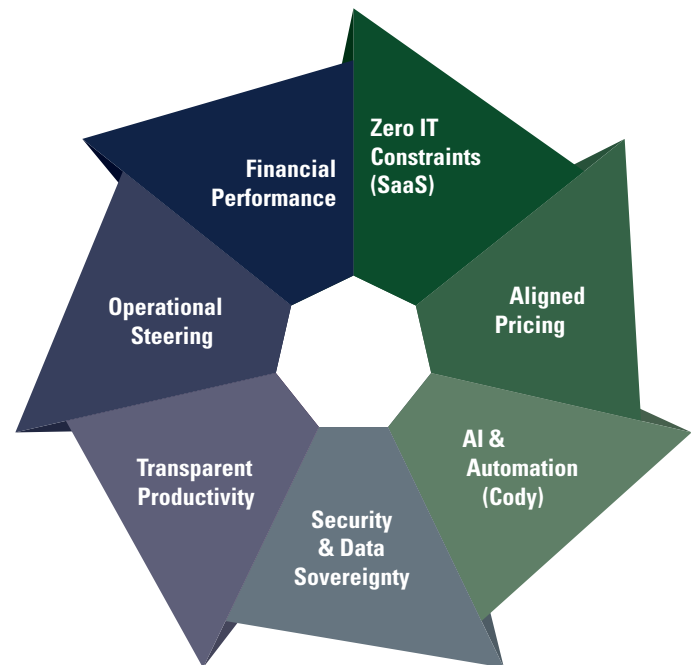 Zero IT
Constraints
(SaaS)
Aligned
Pricing
AI &
Automation
(Cody)
Security
& Data
Sovereignty
Transparent
Productivity
Operational
Steering
Financial
Performance